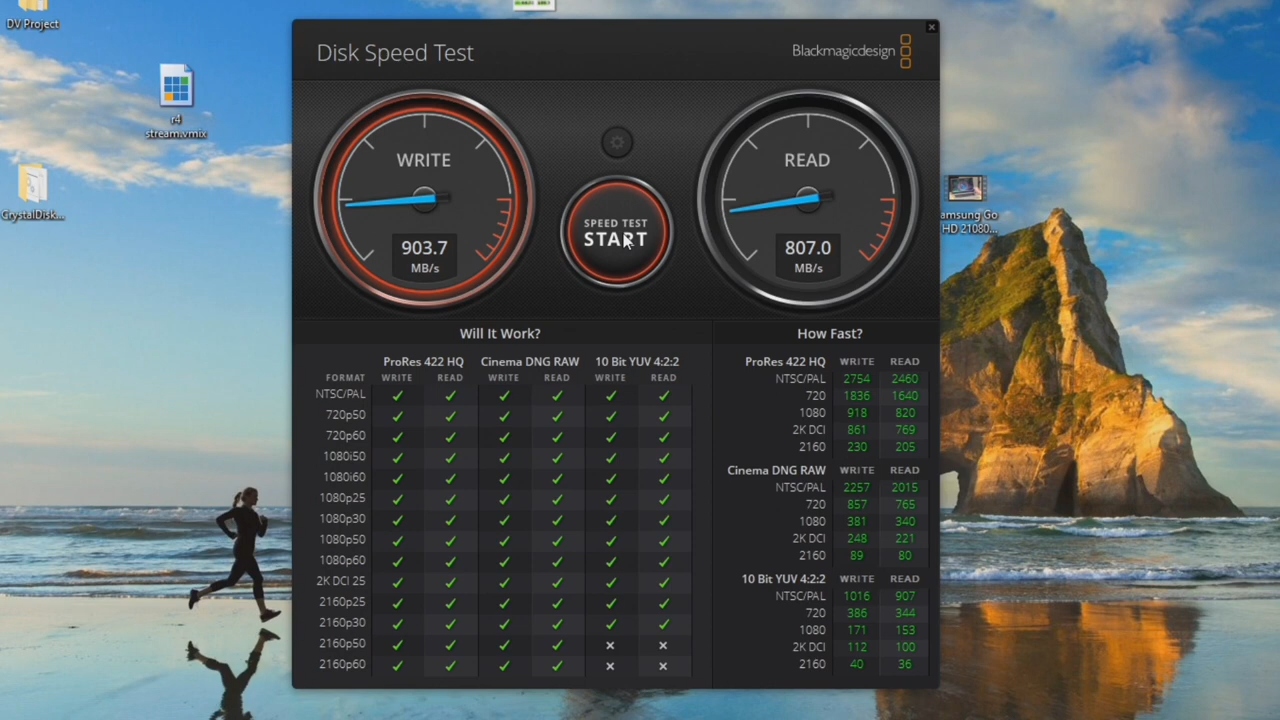 DV Project
r4
stream.vmix
CrystalDisk...
amsung Go
HD 21080...
Disk Speed Test
Blackmagicdesign
WRITE
903.7
MB/s
SPEED TEST
START
READ
807.0
MB/s
Will It Work?
ProRes 422 HQ Cinema DNG RAW 10 Bit YUV 4:2:2
FORMAT WRITE READ WRITE READ WRITE READ
NTSC/PAL ✓ ✓ ✓ ✓ ✓ ✓
720p50 ✓ ✓ ✓ ✓ ✓ ✓
720p60 ✓ ✓ ✓ ✓ ✓ ✓
1080i50 ✓ ✓ ✓ ✓ ✓ ✓
1080i60 ✓ ✓ ✓ ✓ ✓ ✓
1080p25 ✓ ✓ ✓ ✓ ✓ ✓
1080p30 ✓ ✓ ✓ ✓ ✓ ✓
1080p50 ✓ ✓ ✓ ✓ ✓ ✓
1080p60 ✓ ✓ ✓ ✓ ✓ ✓
2K DCI 25 ✓ ✓ ✓ ✓ ✓ ✓
2160p25 ✓ ✓ ✓ ✓ ✓ ✓
2160p30 ✓ ✓ ✓ ✓ ✓ ✓
2160p50 ✓ ✓ ✓ ✓ × ×
2160p60 ✓ ✓ ✓ ✓ × ×
How Fast?
ProRes 422 HQ WRITE READ
NTSC/PAL 2754 2460
720 1836 1640
1080 918 820
2K DCI 861 769
2160 230 205
Cinema DNG RAW WRITE READ
NTSC/PAL 2257 2015
720 857 765
1080 381 340
2K DCI 248 221
2160 89 80
10 Bit YUV 4:2:2 WRITE READ
NTSC/PAL 1016 907
720 386 344
1080 171 153
2K DCI 112 100
2160 40 36